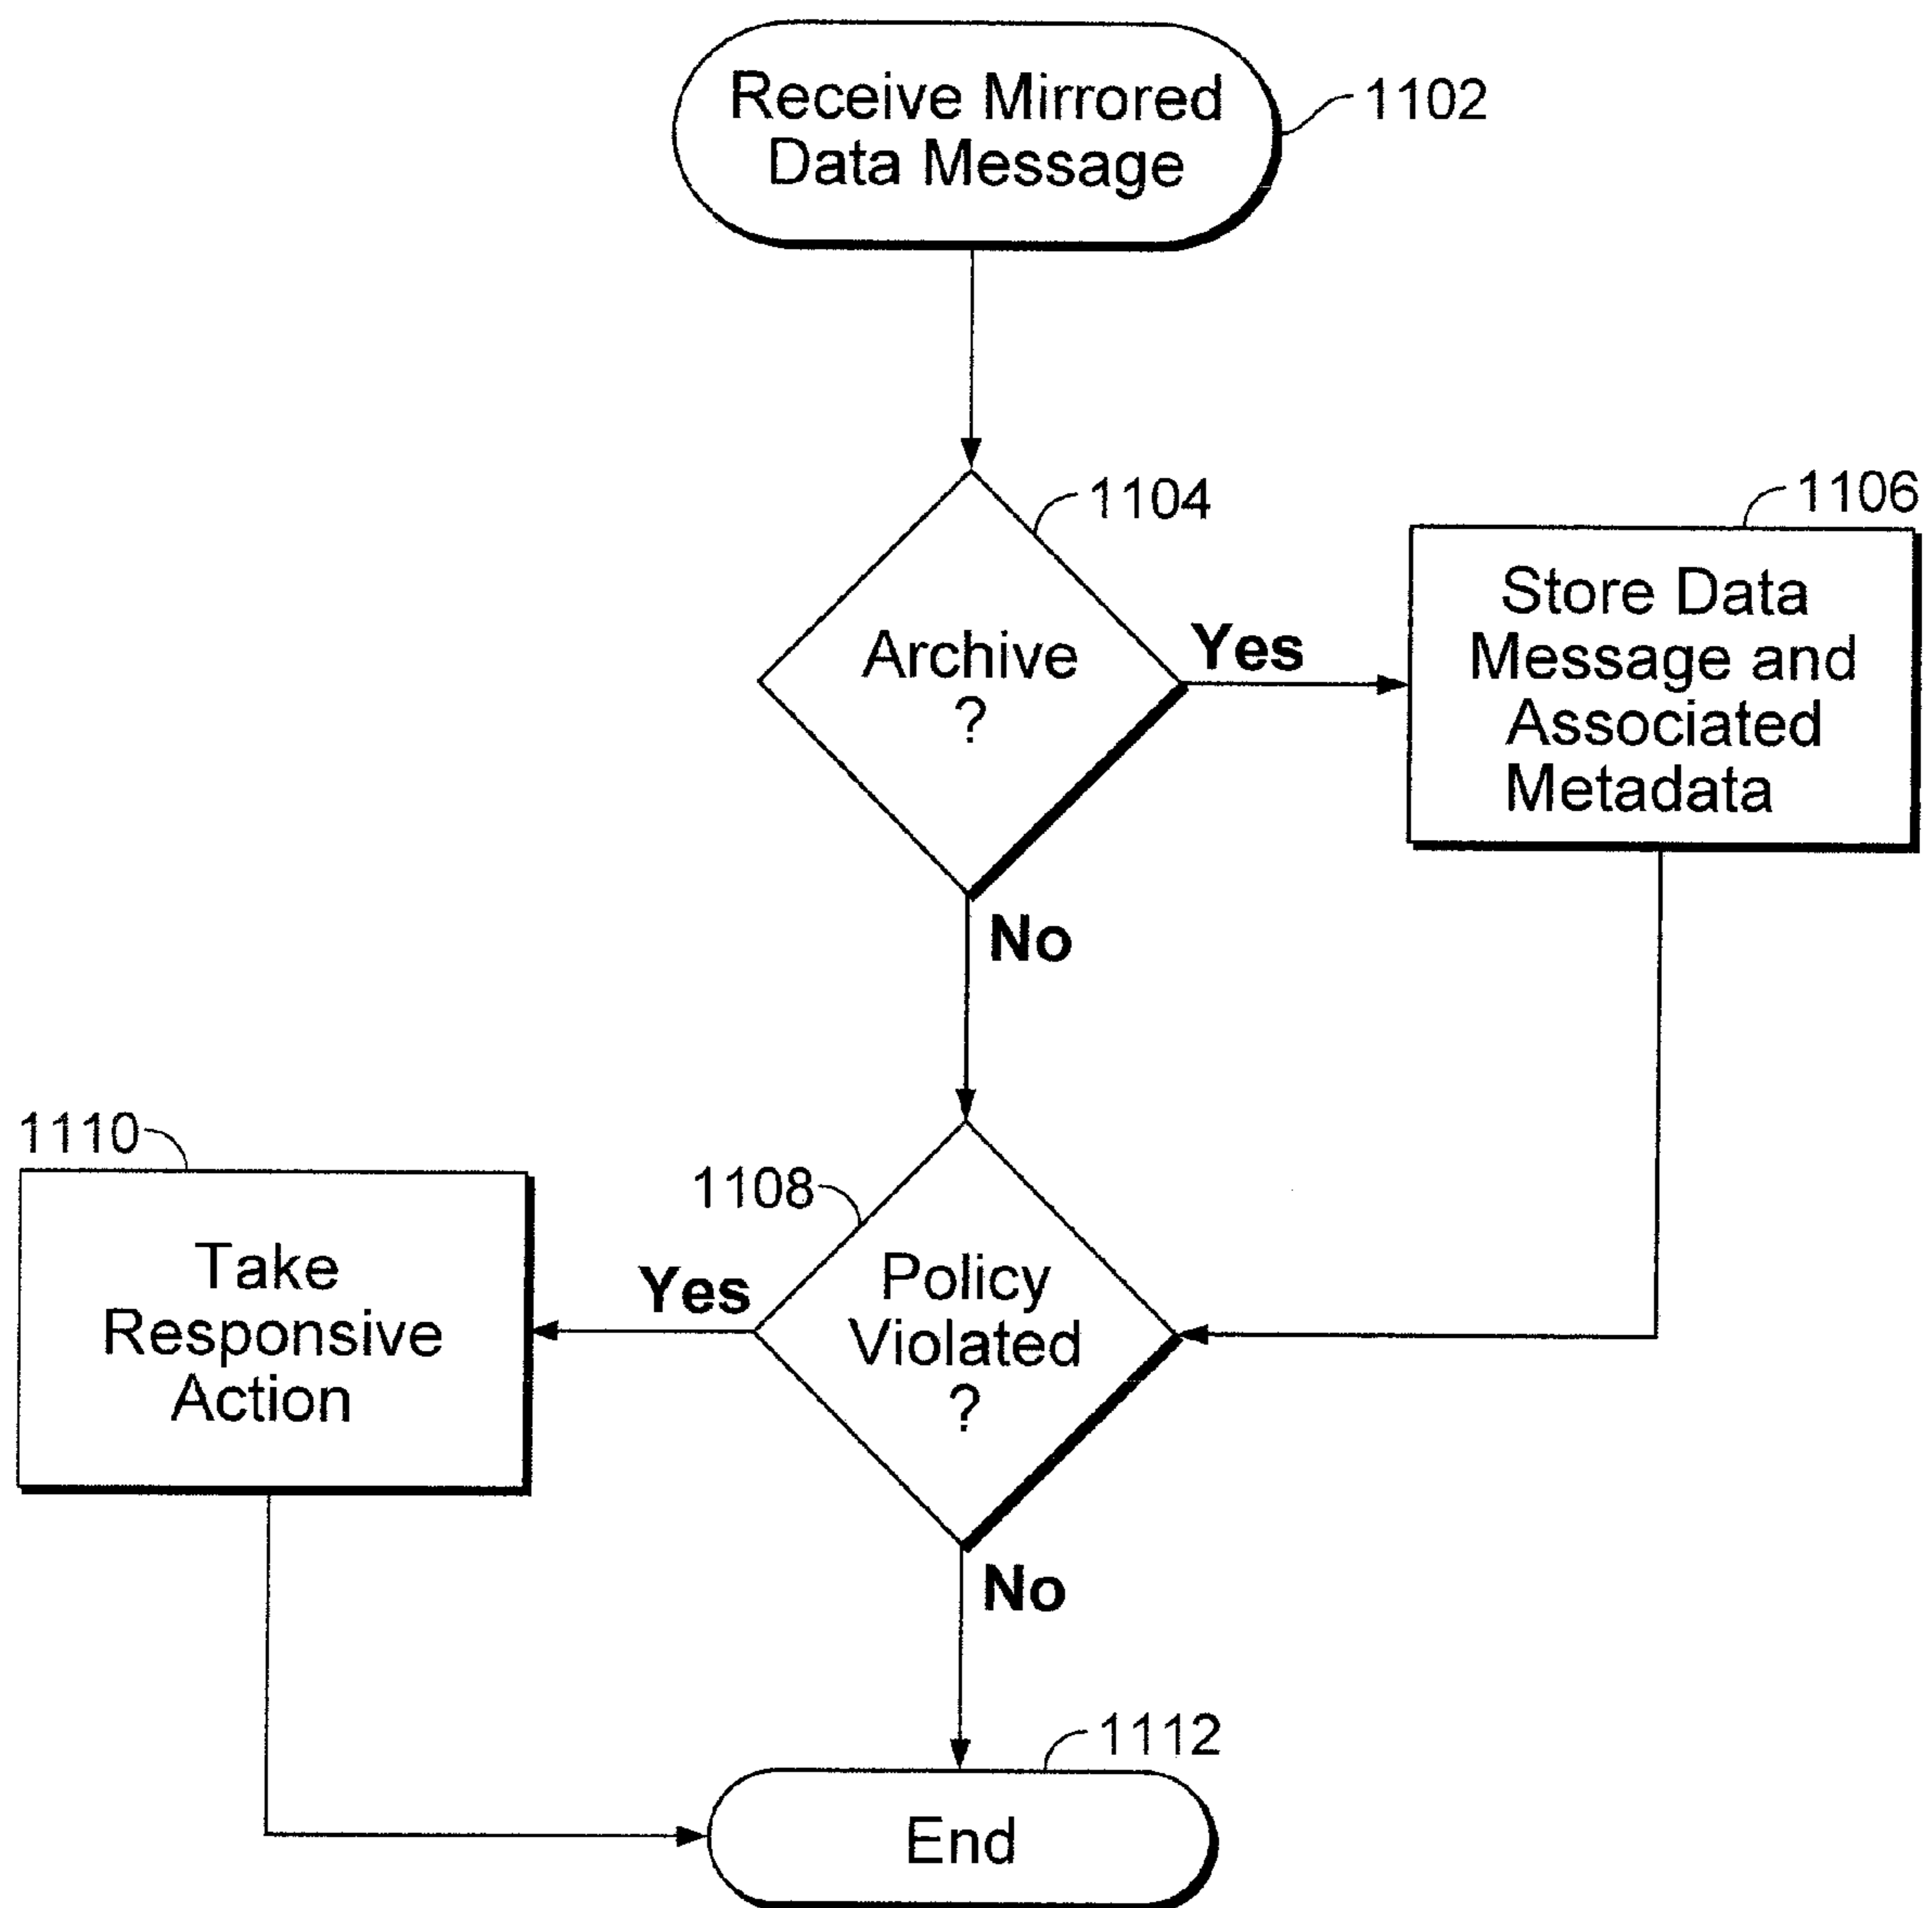 Receive Mirrored
Data Message
1102
1104
Archive
?
Yes
No
1106
Store Data
Message and
Associated
Metadata
1108
Policy
Violated
?
Yes
No
1110
Take
Responsive
Action
1112
End